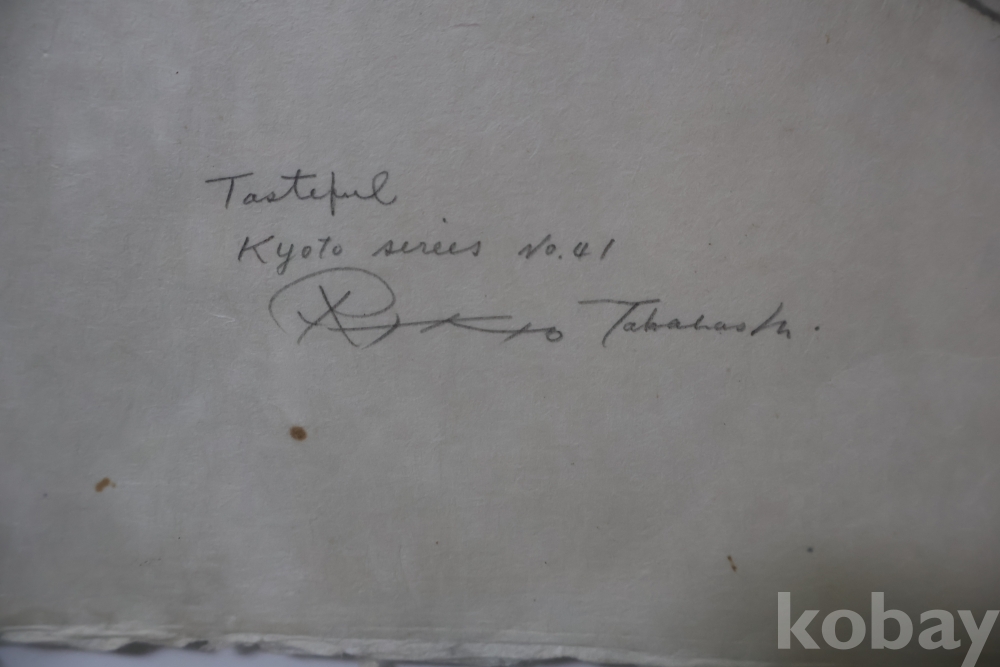 Tasteful
Kyoto series No. 41
Takahashi.
kobay